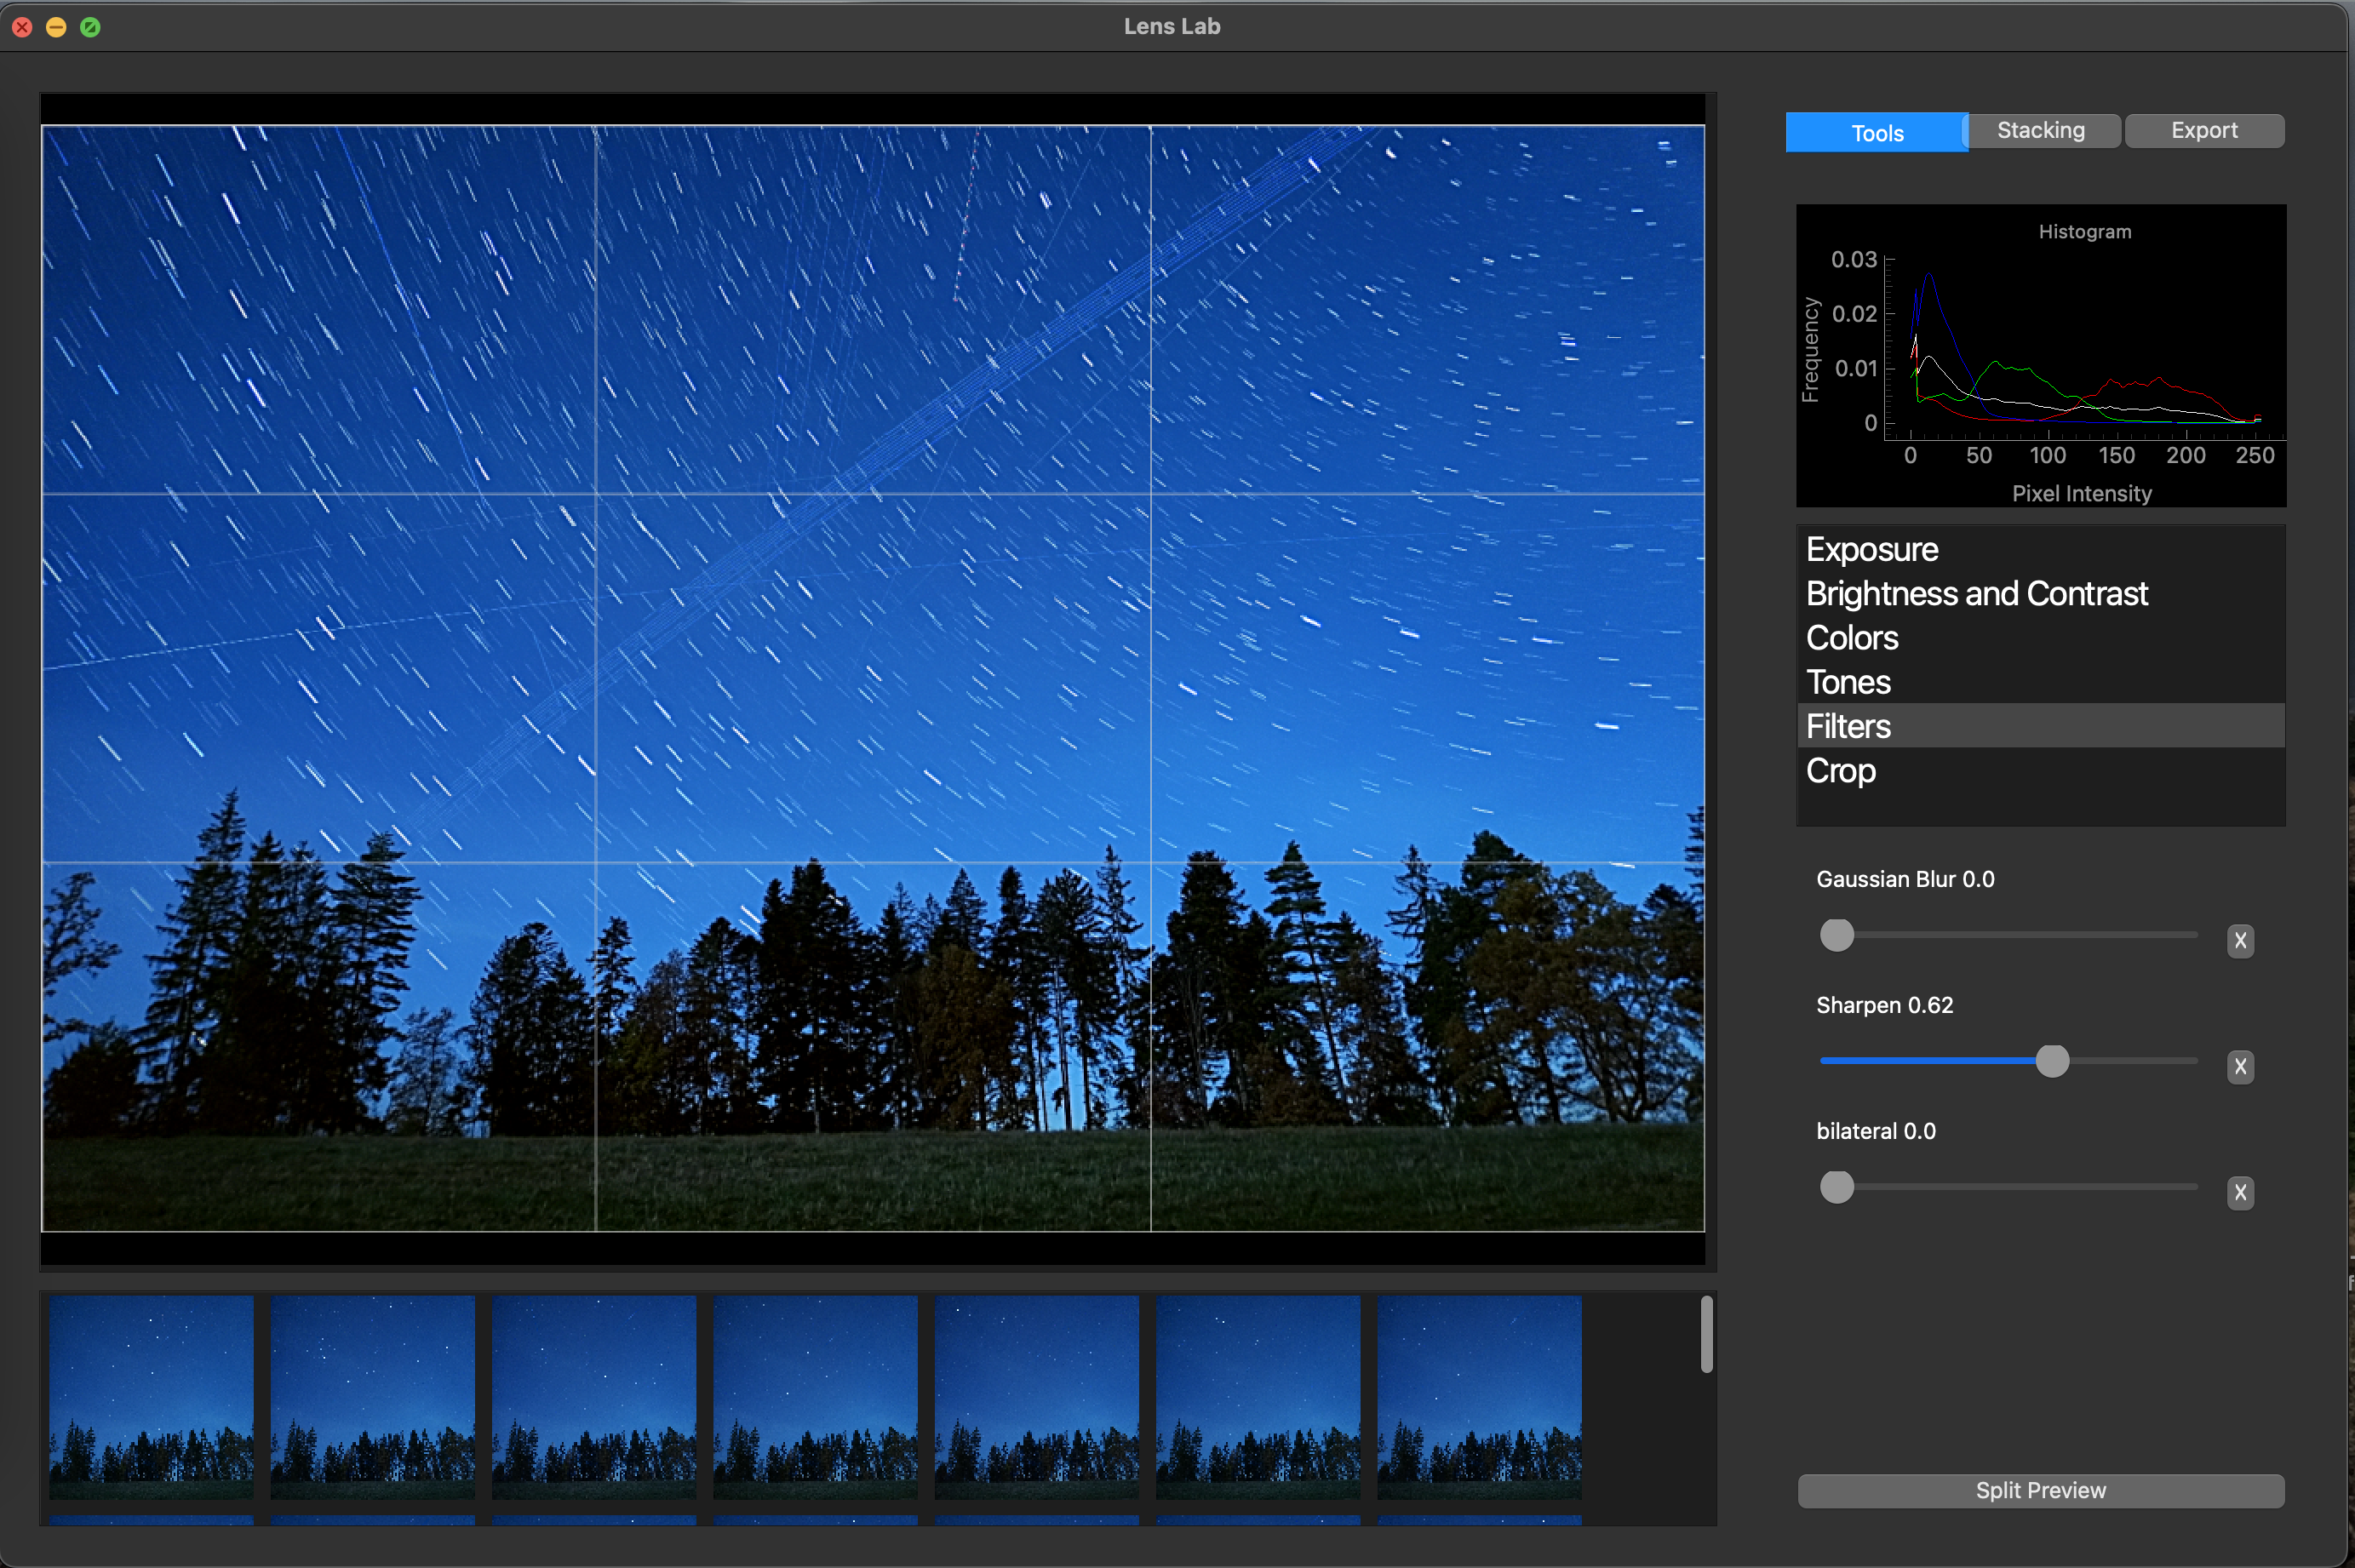 Lens Lab
Tools
Stacking
Export
Histogram
0.03
0.02
0.01
0
Frequency
0 50 100 150 200 250
Pixel Intensity
Exposure
Brightness and Contrast
Colors
Tones
Filters
Crop
Gaussian Blur 0.0
X
Sharpen 0.62
X
bilateral 0.0
X
Split Preview